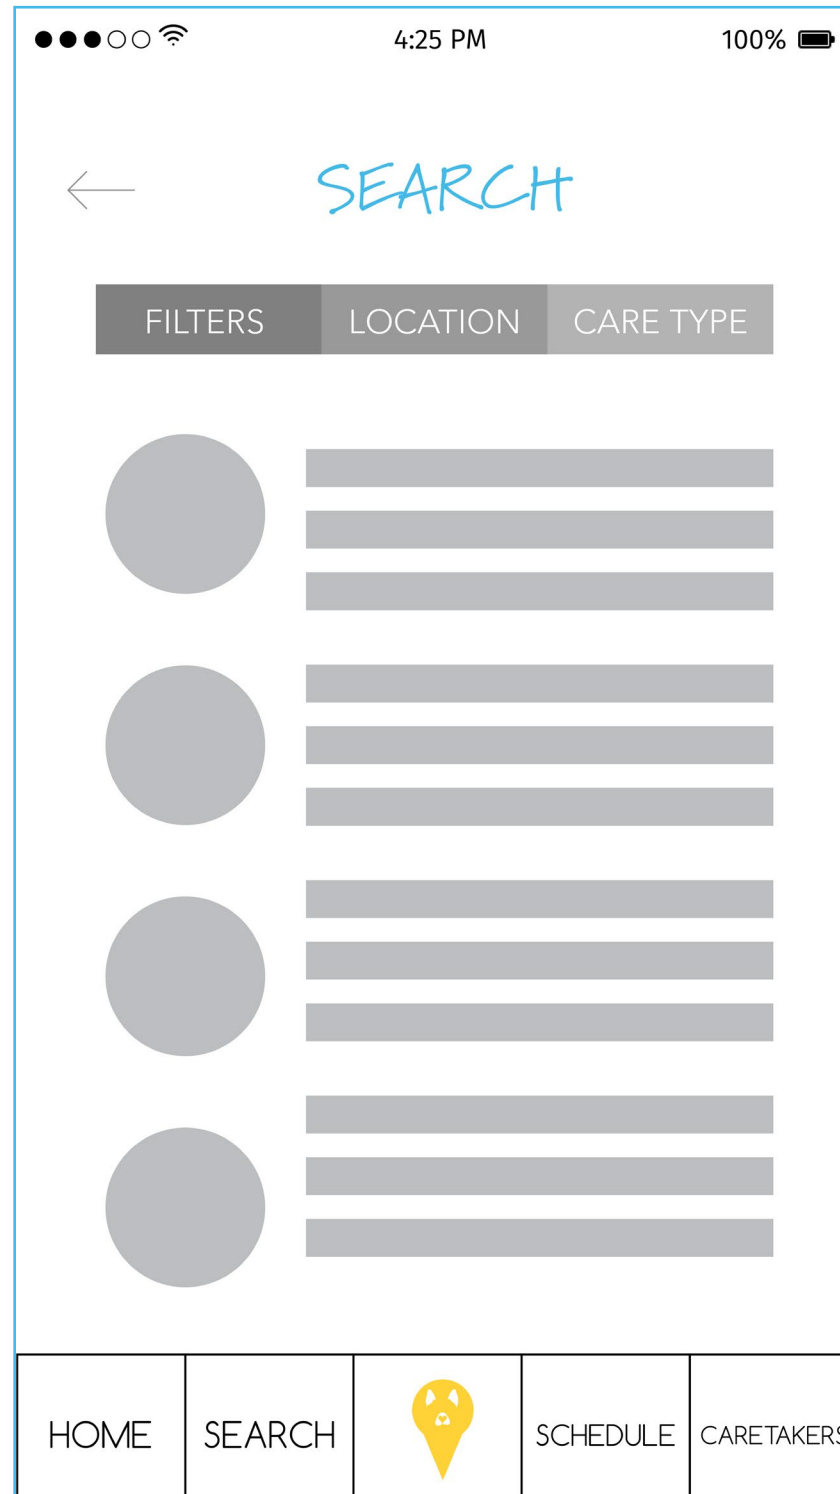 4:25 PM 100%
SEARCH
FILTERS LOCATION CARE TYPE
HOME SEARCH SCHEDULE CARETAKERS